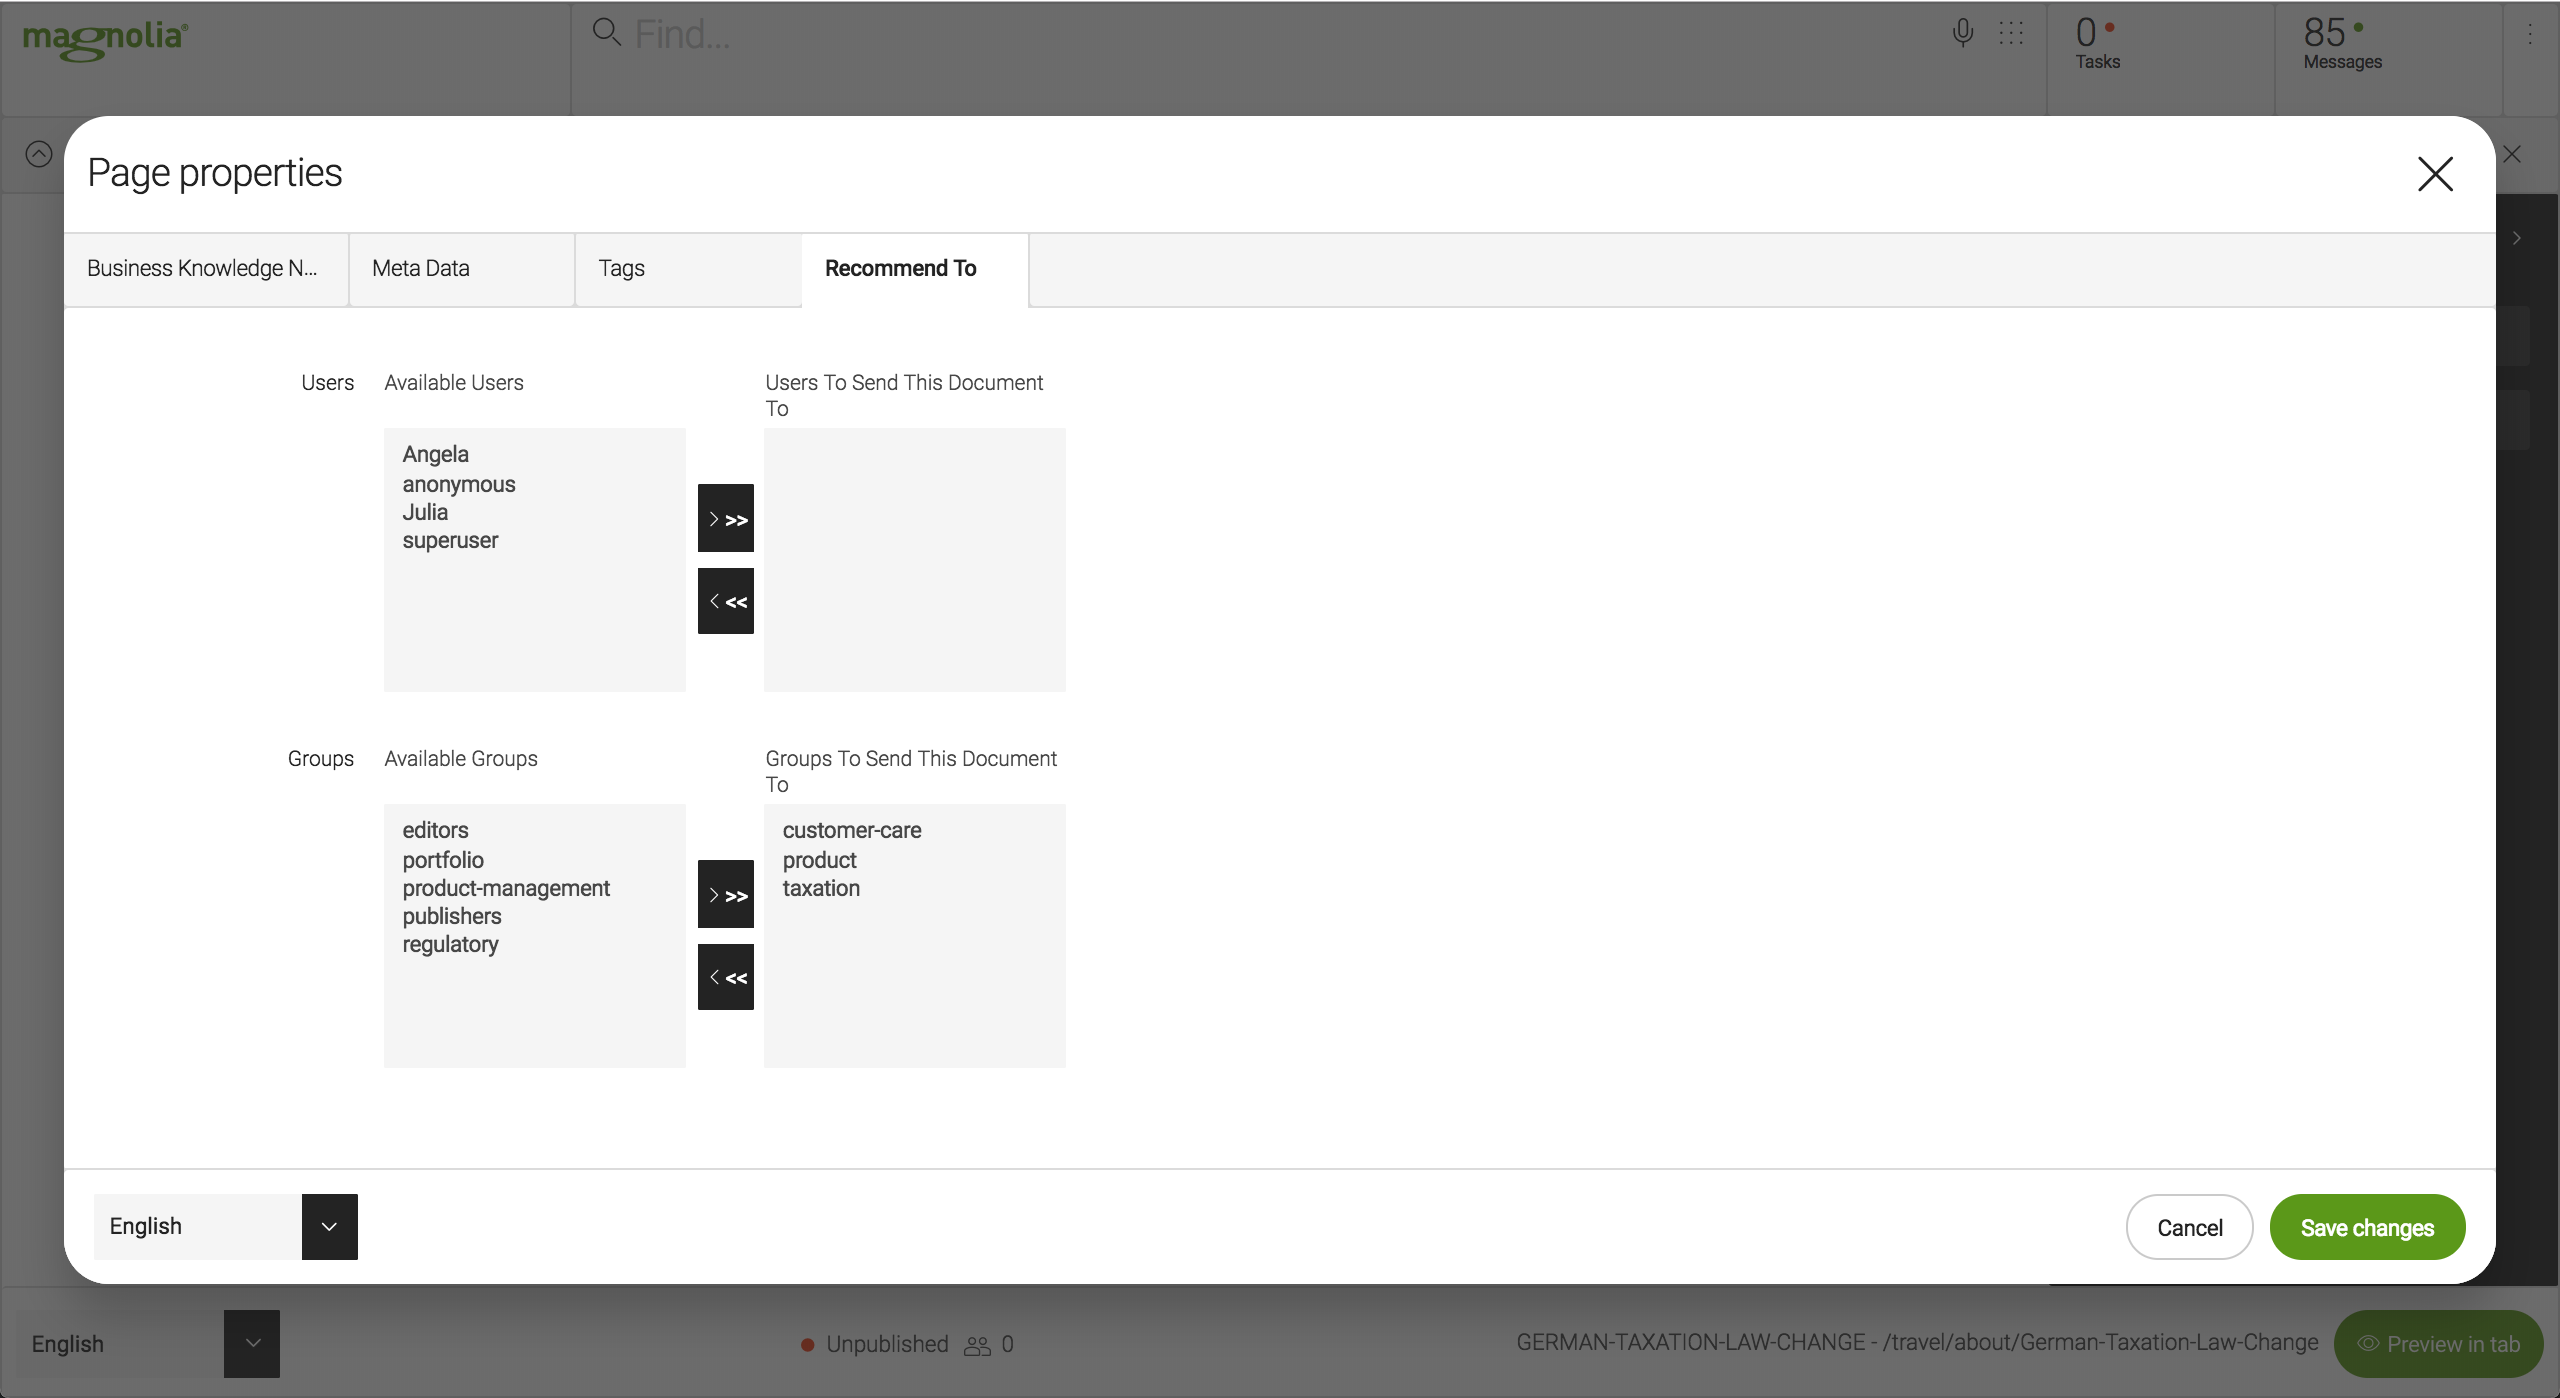 magnolia®
Find...
0
Tasks
85
Messages
Page properties
Business Knowledge N...
Meta Data
Tags
Recommend To
Users
Available Users
Users To Send This Document
To
Angela
anonymous
Julia
superuser
>>
<<
Groups
Available Groups
Groups To Send This Document
To
editors
portfolio
product-management
publishers
regulatory
>>
<<
customer-care
product
taxation
English
Cancel
Save changes
English
Unpublished
0
GERMAN-TAXATION-LAW-CHANGE - /travel/about/German-Taxation-Law-Change
Preview in tab